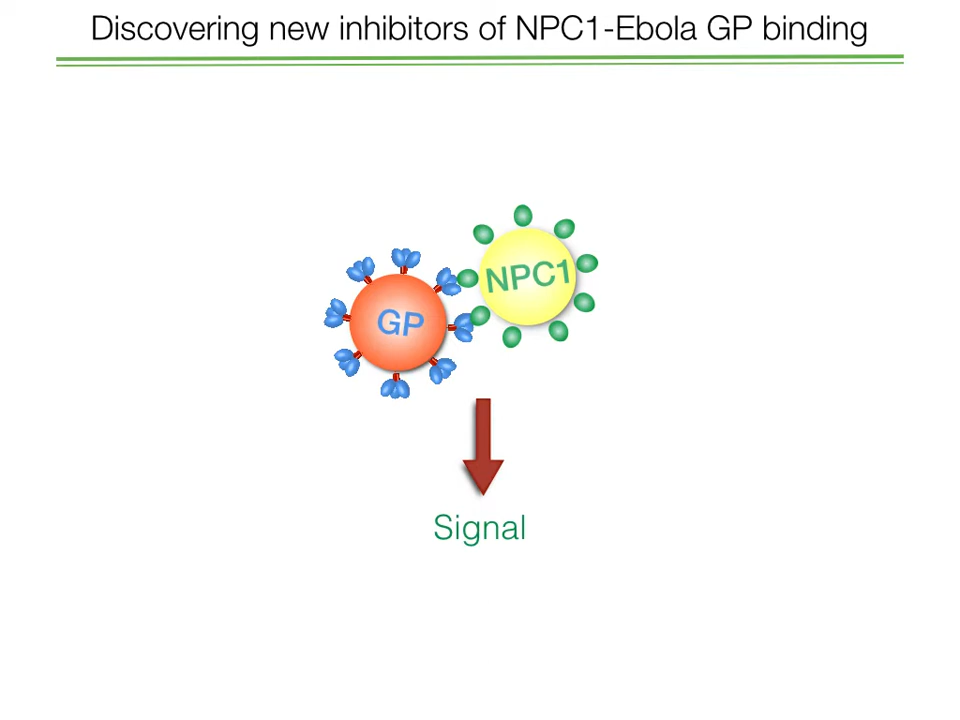 Discovering new inhibitors of NPC1-Ebola GP binding
NPC1
GP
Signal